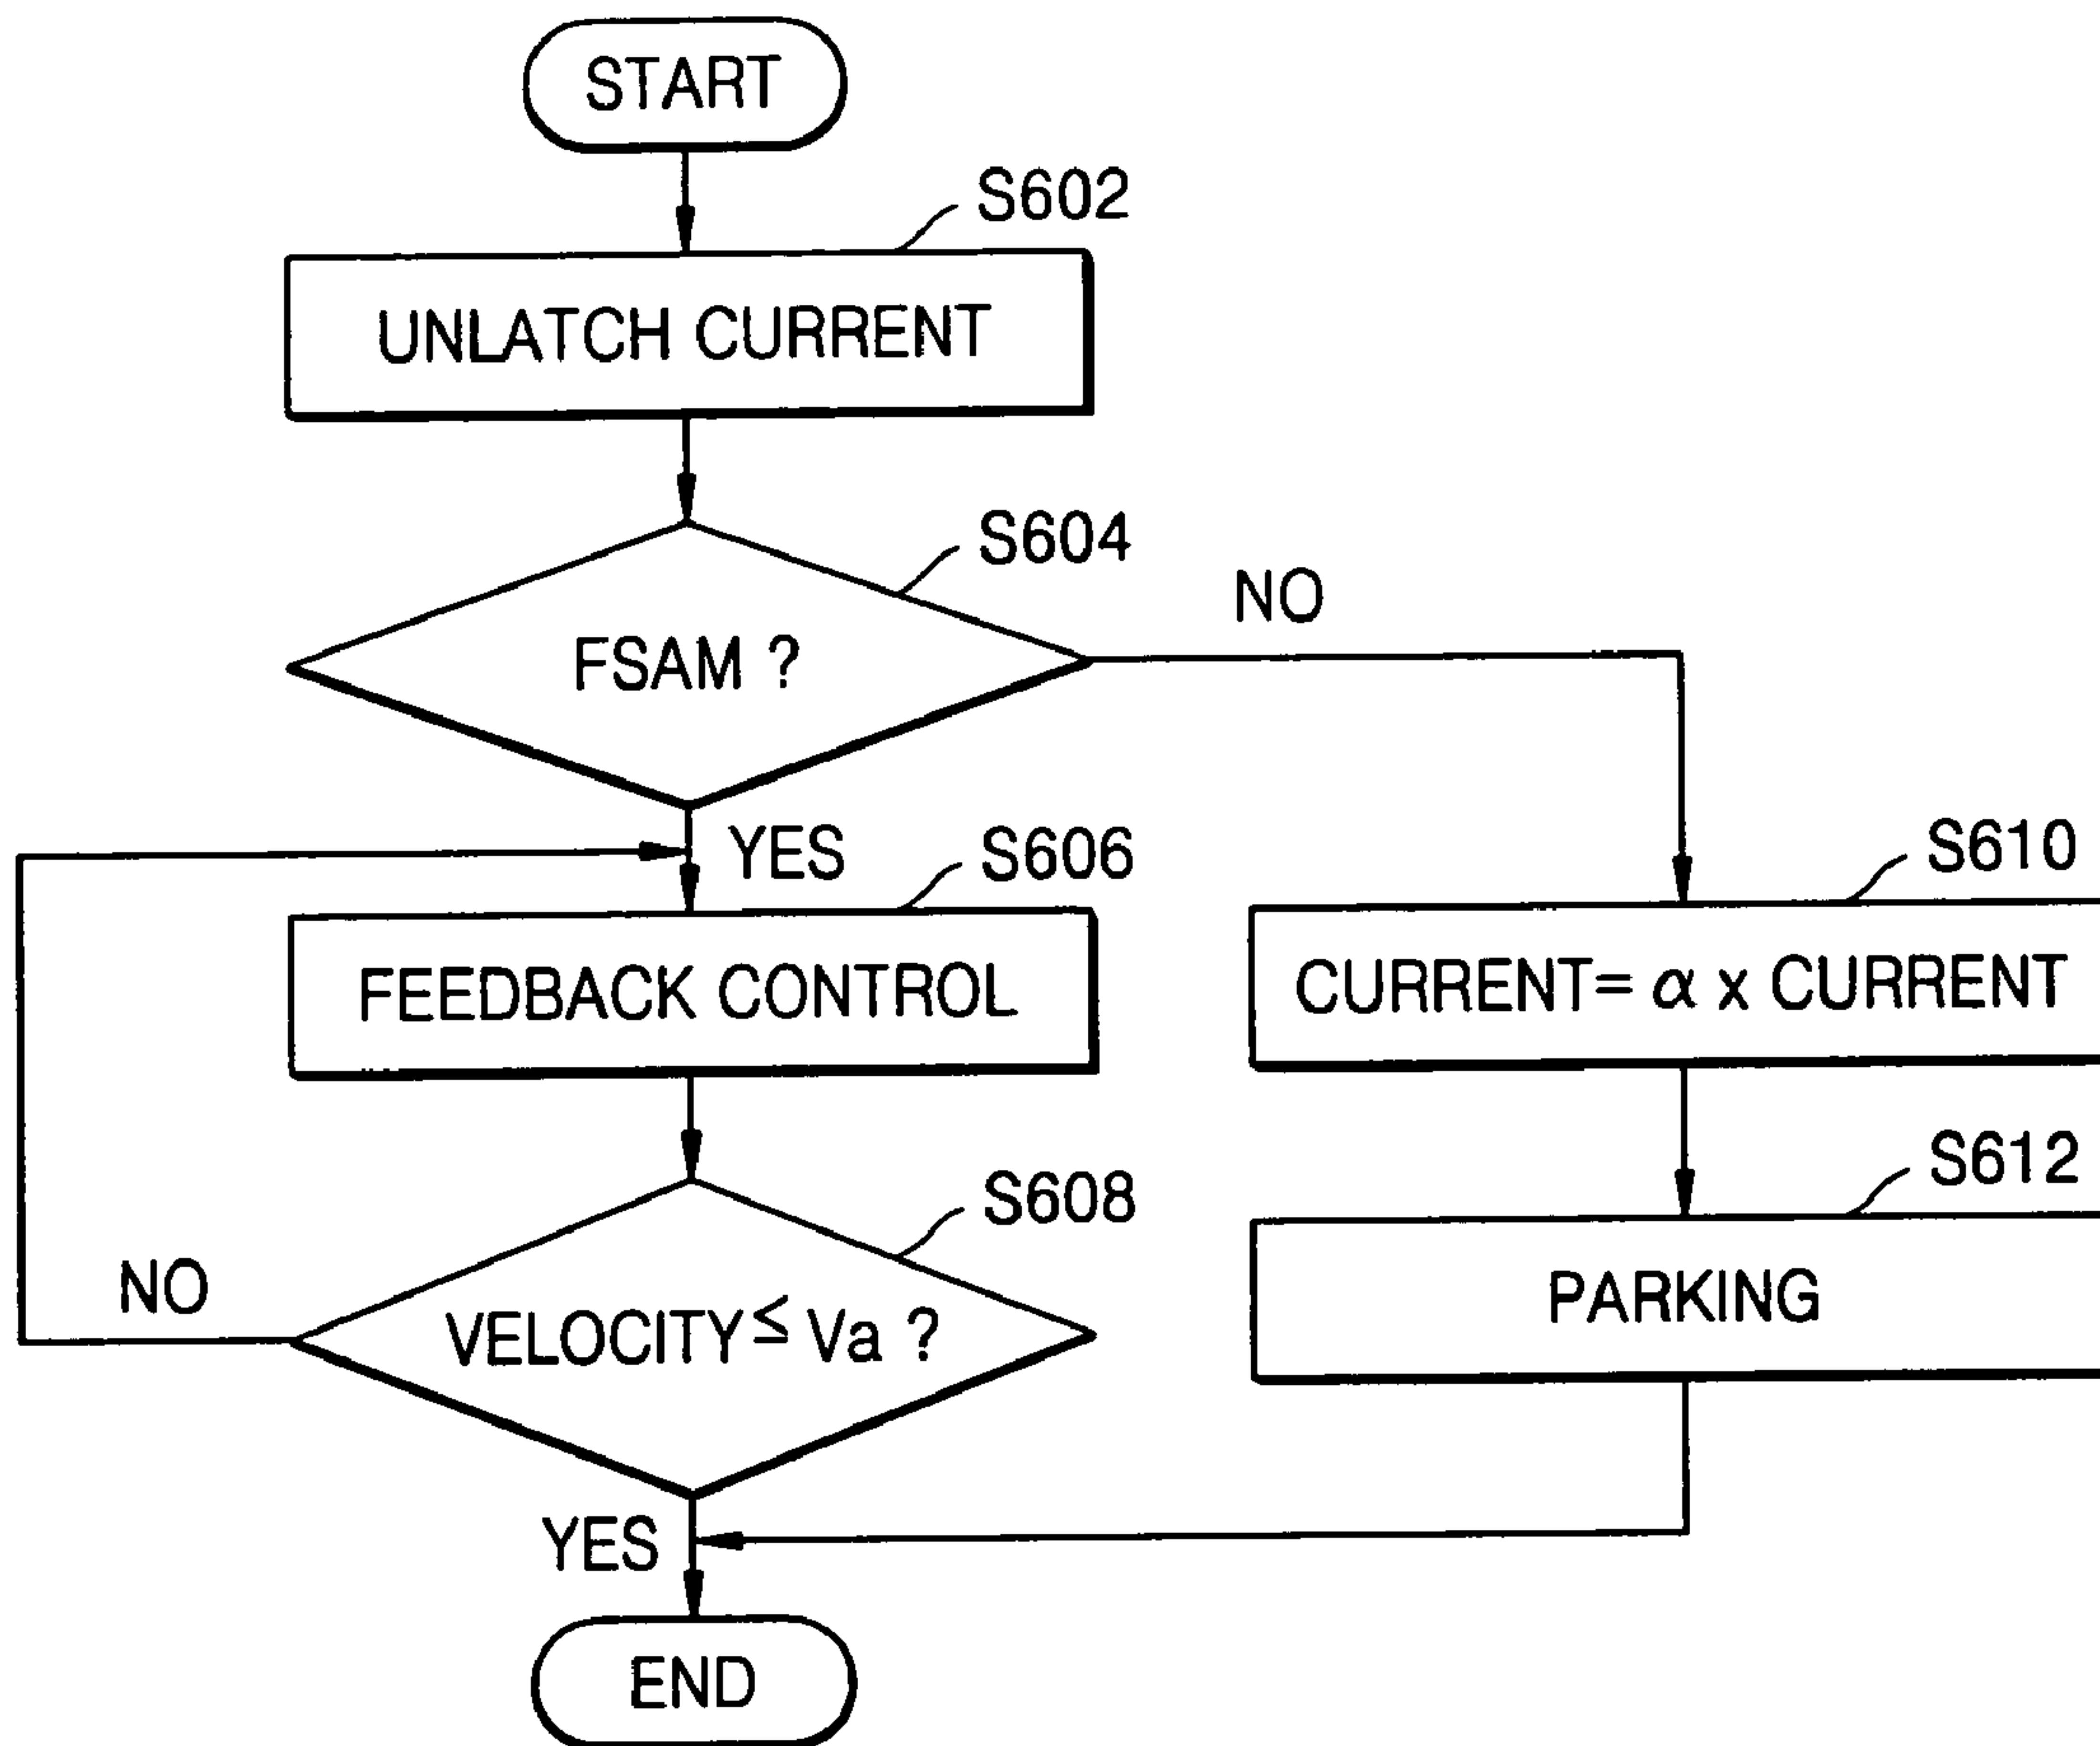 START
S602
UNLATCH CURRENT
S604
FSAM ?
NO
YES
S606
FEEDBACK CONTROL
S610
CURRENT= α x CURRENT
S608
VELOCITY≤ Va ?
NO
S612
PARKING
YES
END